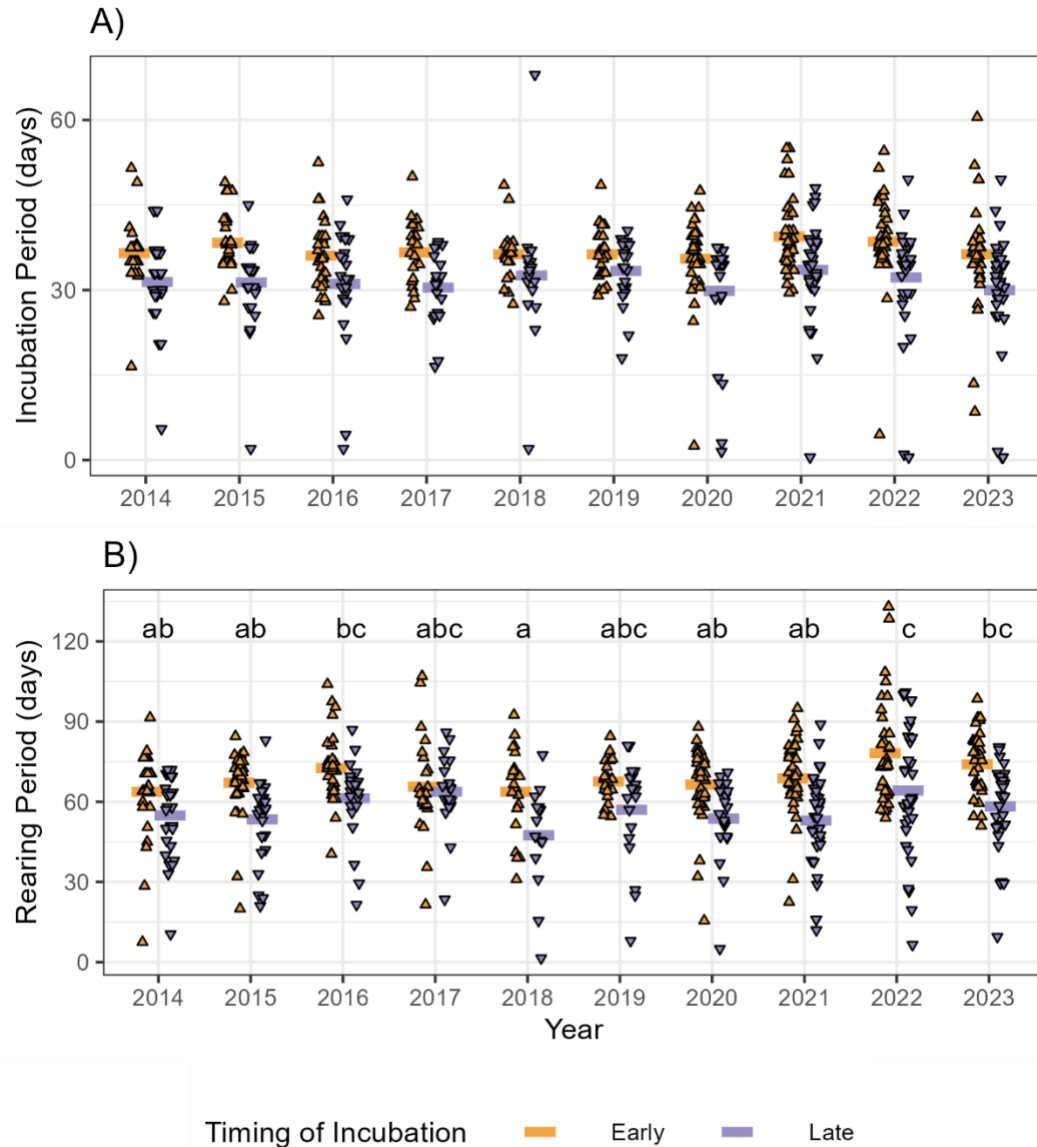 A)
Incubation Period (days)
60
30
0
2014 2015 2016 2017 2018 2019 2020 2021 2022 2023
B)
Rearing Period (days)
120
90
60
30
0
ab ab bc abc a abc ab ab c bc
2014 2015 2016 2017 2018 2019 2020 2021 2022 2023
Year
Timing of Incubation Early Late